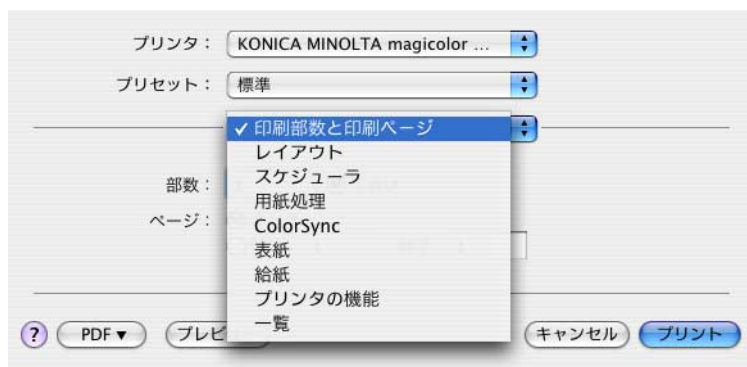 プリンタ： KONICA MINOLTA magicolor ...
プリセット： 標準
✓ 印刷部数と印刷ページ
レイアウト
部数： スケジューラ
用紙処理
ページ： ColorSync
表紙
給紙
プリンタの機能
一覧
? PDF▼ プレビ キャンセル プリント